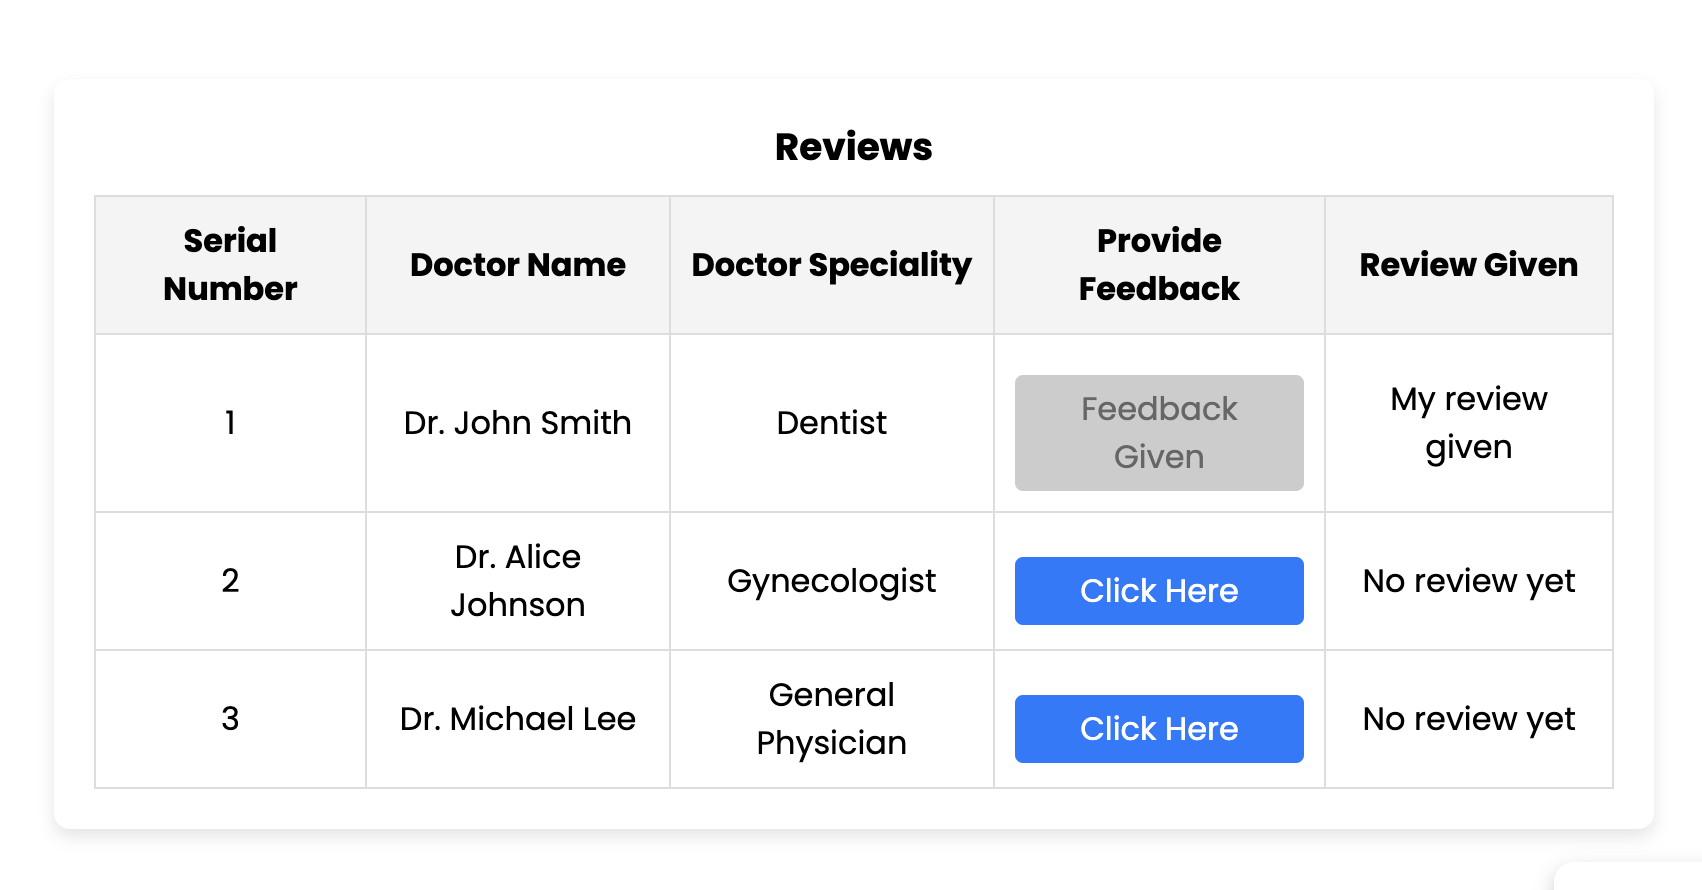 Reviews
Serial
Number
Doctor Name
Doctor Speciality
Provide
Feedback
Review Given
1
Dr. John Smith
Dentist
Feedback
Given
My review
given
2
Dr. Alice
Johnson
Gynecologist
Click Here
No review yet
3
Dr. Michael Lee
General
Physician
Click Here
No review yet